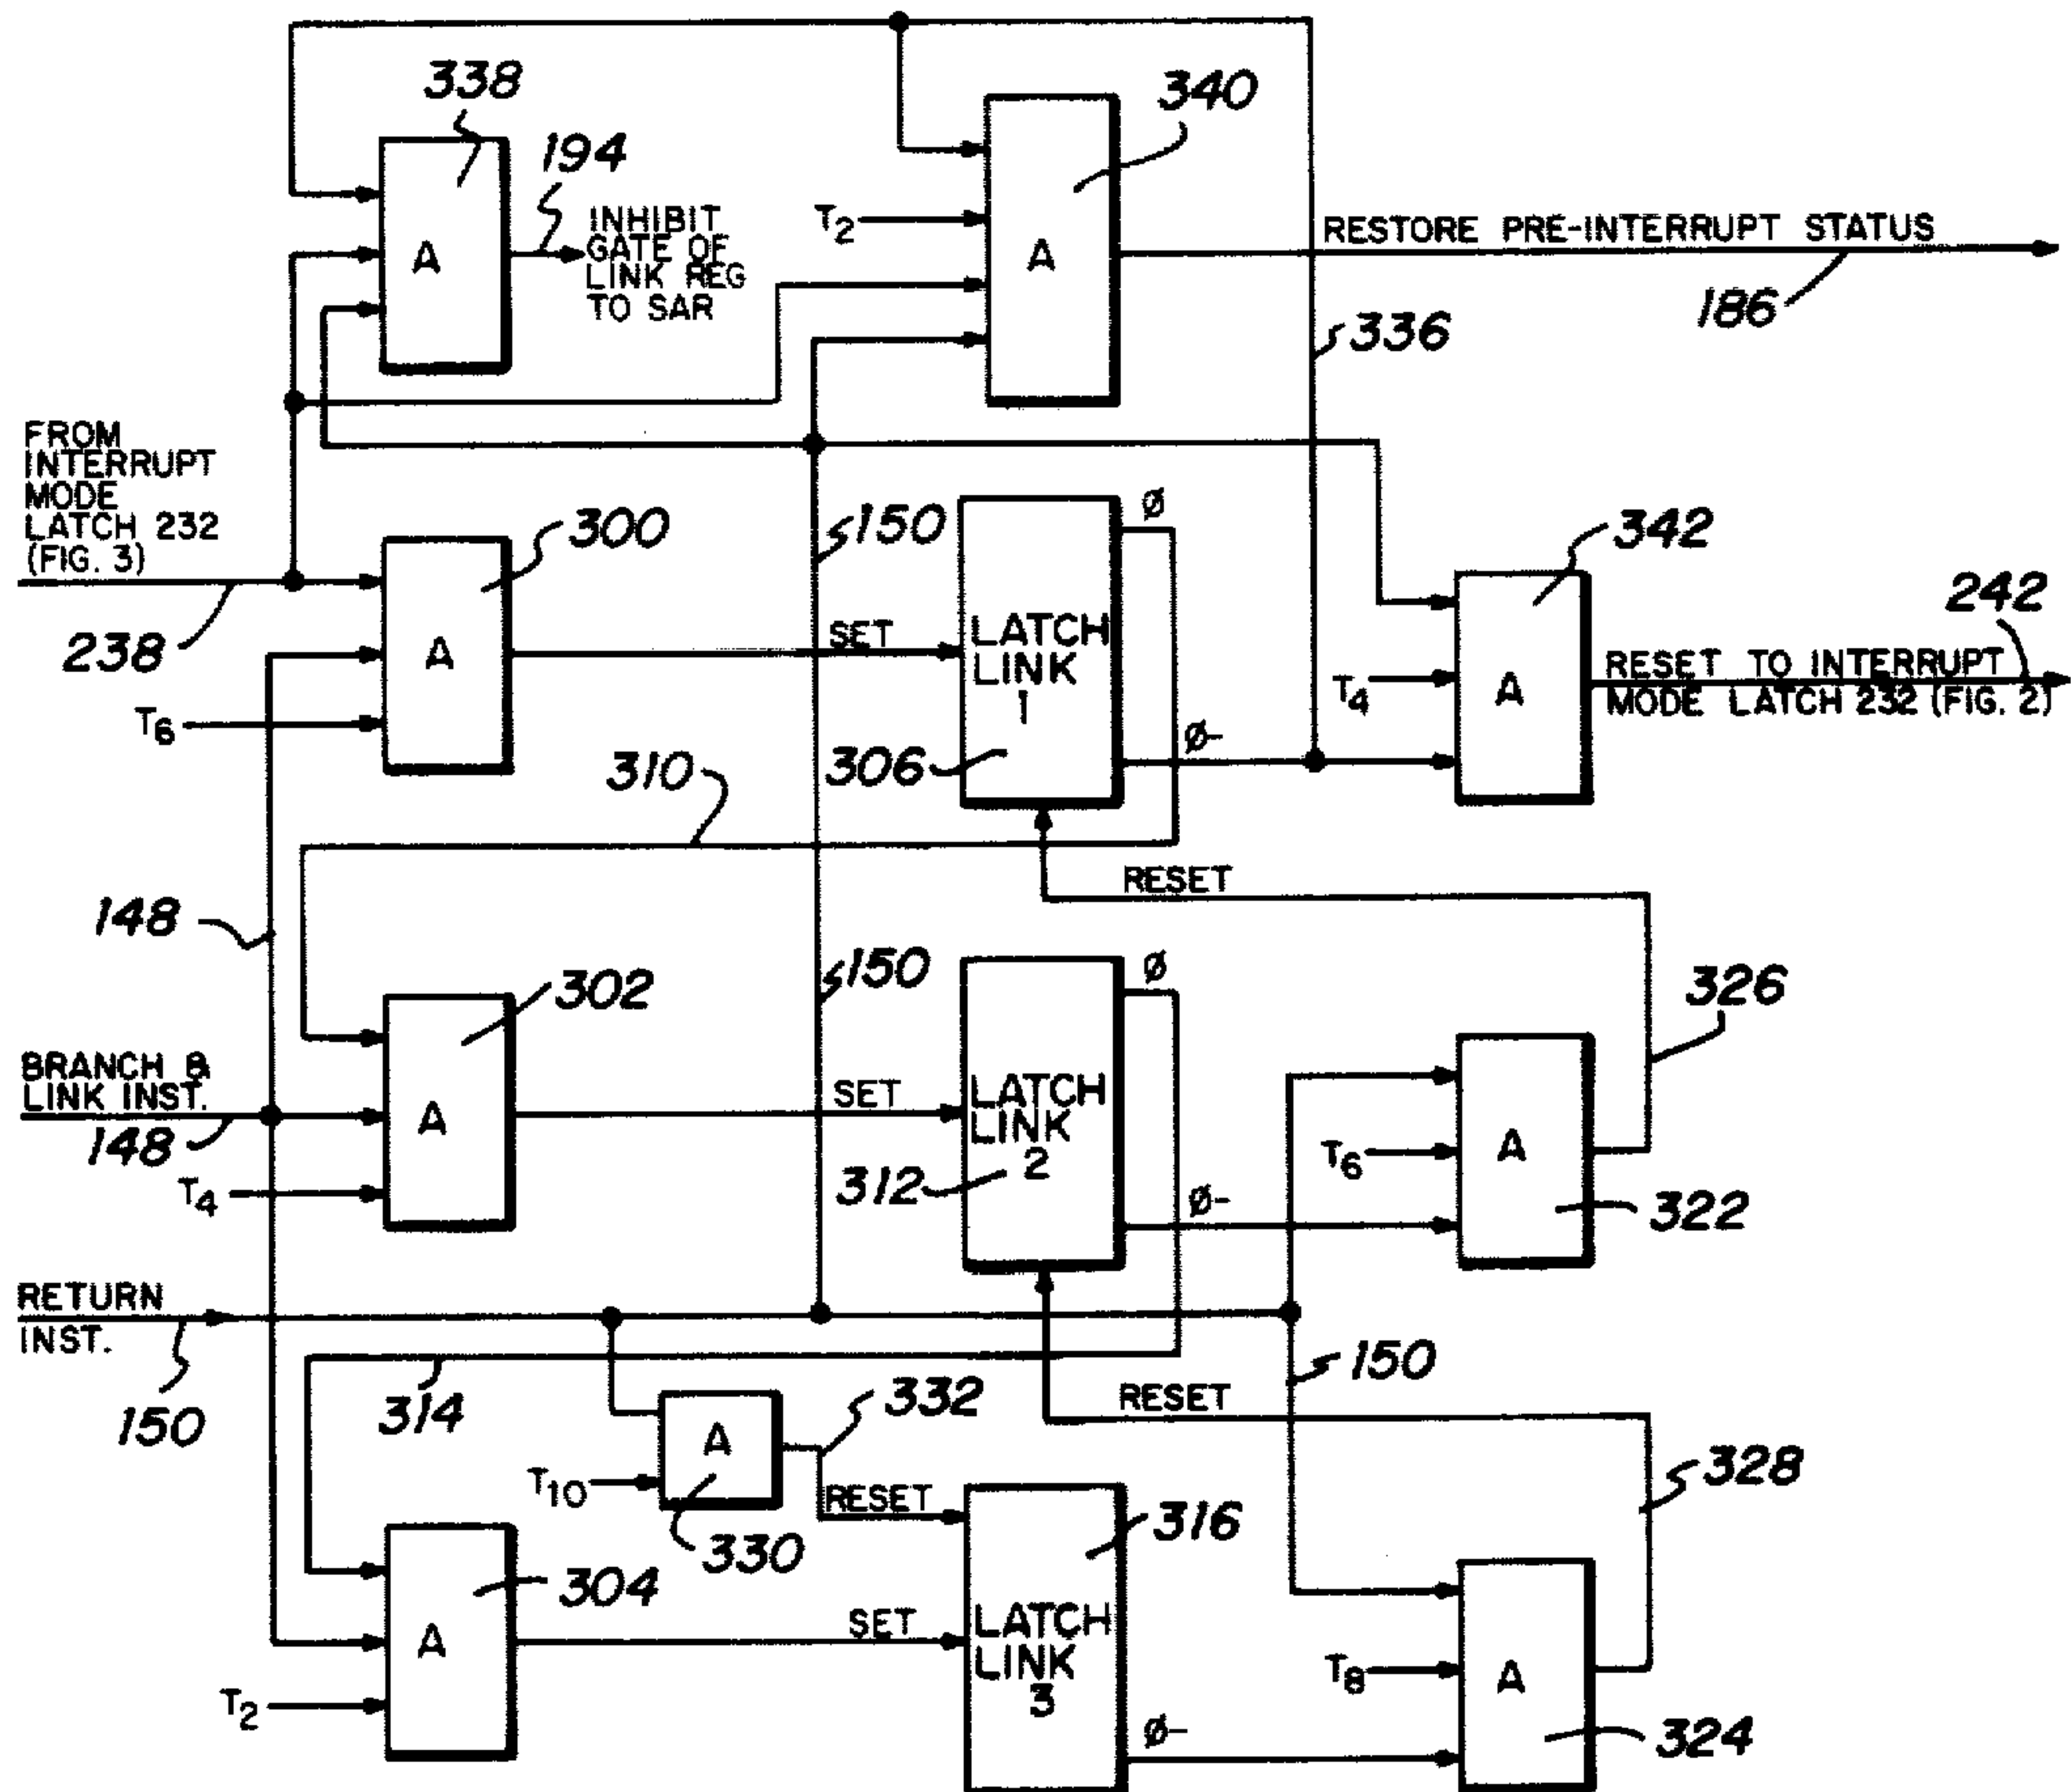 338
340
194
INHIBIT
GATE OF
LINK REG
TO SAR
T2
A
A
RESTORE PRE-INTERRUPT STATUS
186
336
FROM
INTERRUPT
MODE
LATCH 232
(FIG. 3)
238
300
A
T6
SET
150
LATCH
LINK
1
306
Ø
Ø-
342
T4
A
242
RESET TO INTERRUPT
MODE LATCH 232 (FIG. 2)
310
RESET
148
302
A
150
BRANCH &
LINK INST.
148
T4
SET
LATCH
LINK
2
312
Ø
Ø-
326
T6
A
322
RETURN
INST.
150
314
A
T10
330
332
RESET
150
RESET
328
304
A
T2
SET
316
LATCH
LINK
3
Ø-
T8
A
324